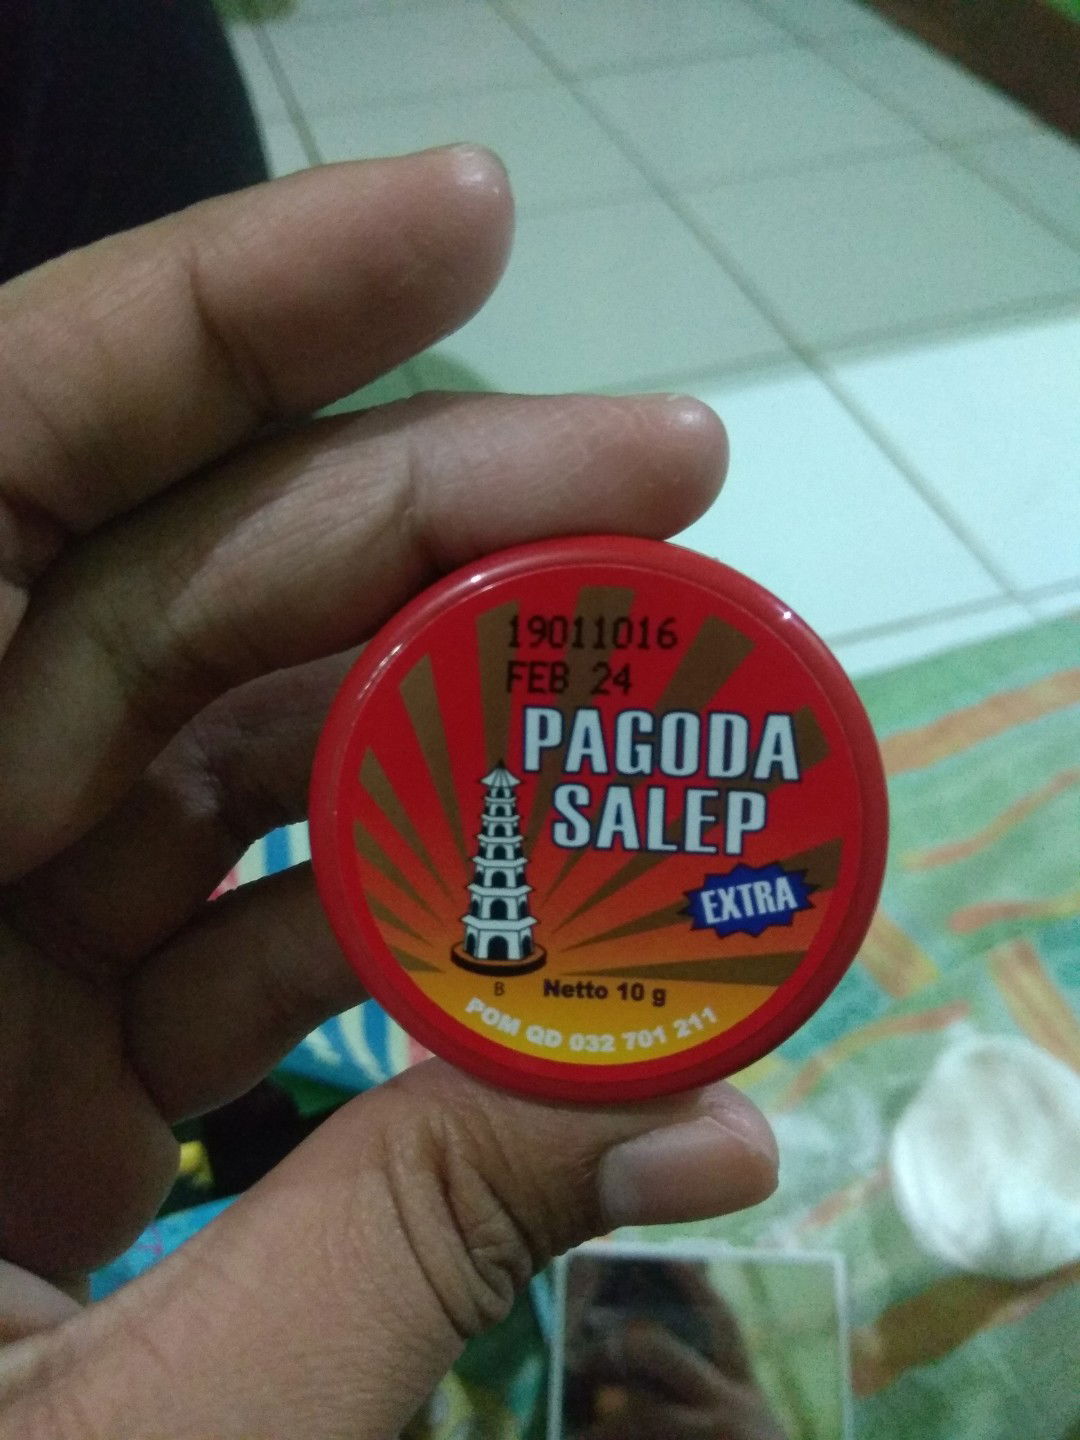 19011016
FEB 24
PAGODA
SALEP
EXTRA
B Netto 10 g
POM QD 032 701 211